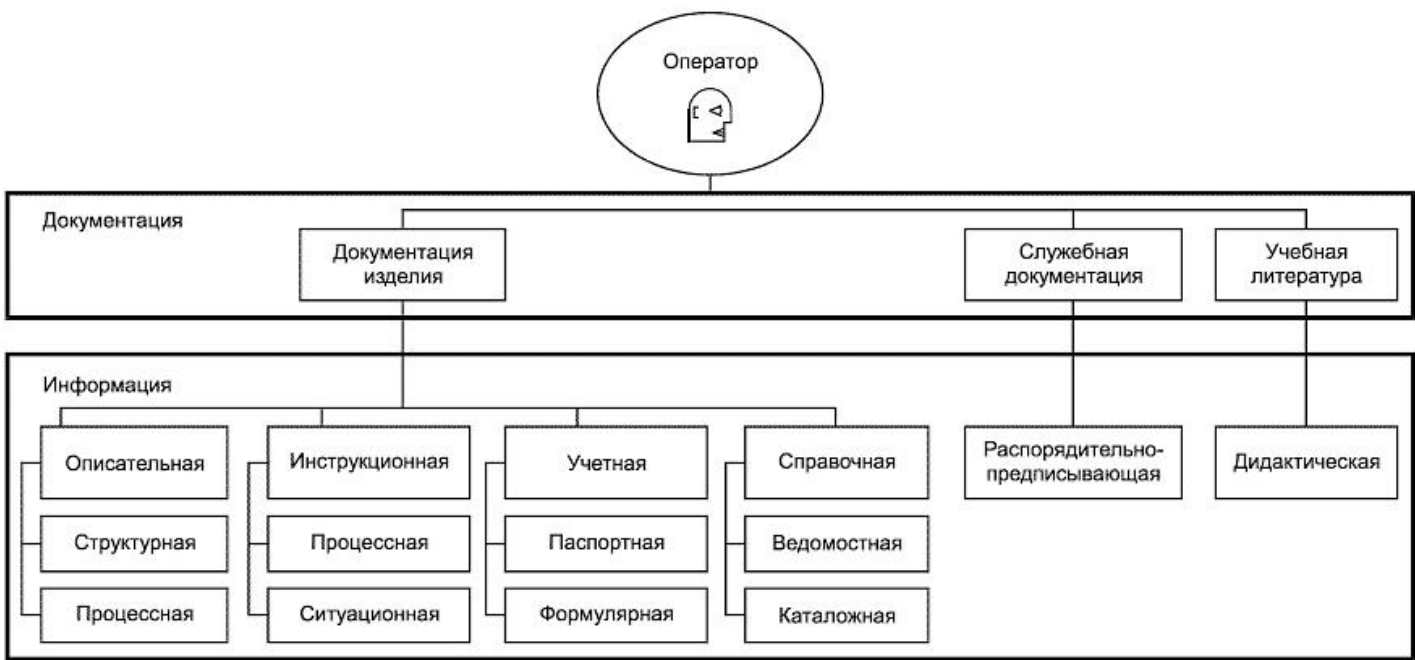 Оператор
Документация
Документация
изделия
Служебная
документация
Учебная
литература
Информация
Описательная
Инструкционная
Учетная
Справочная
Распорядительно-
предписывающая
Дидактическая
Структурная
Процессная
Паспортная
Ведомостная
Процессная
Ситуационная
Формулярная
Каталожная